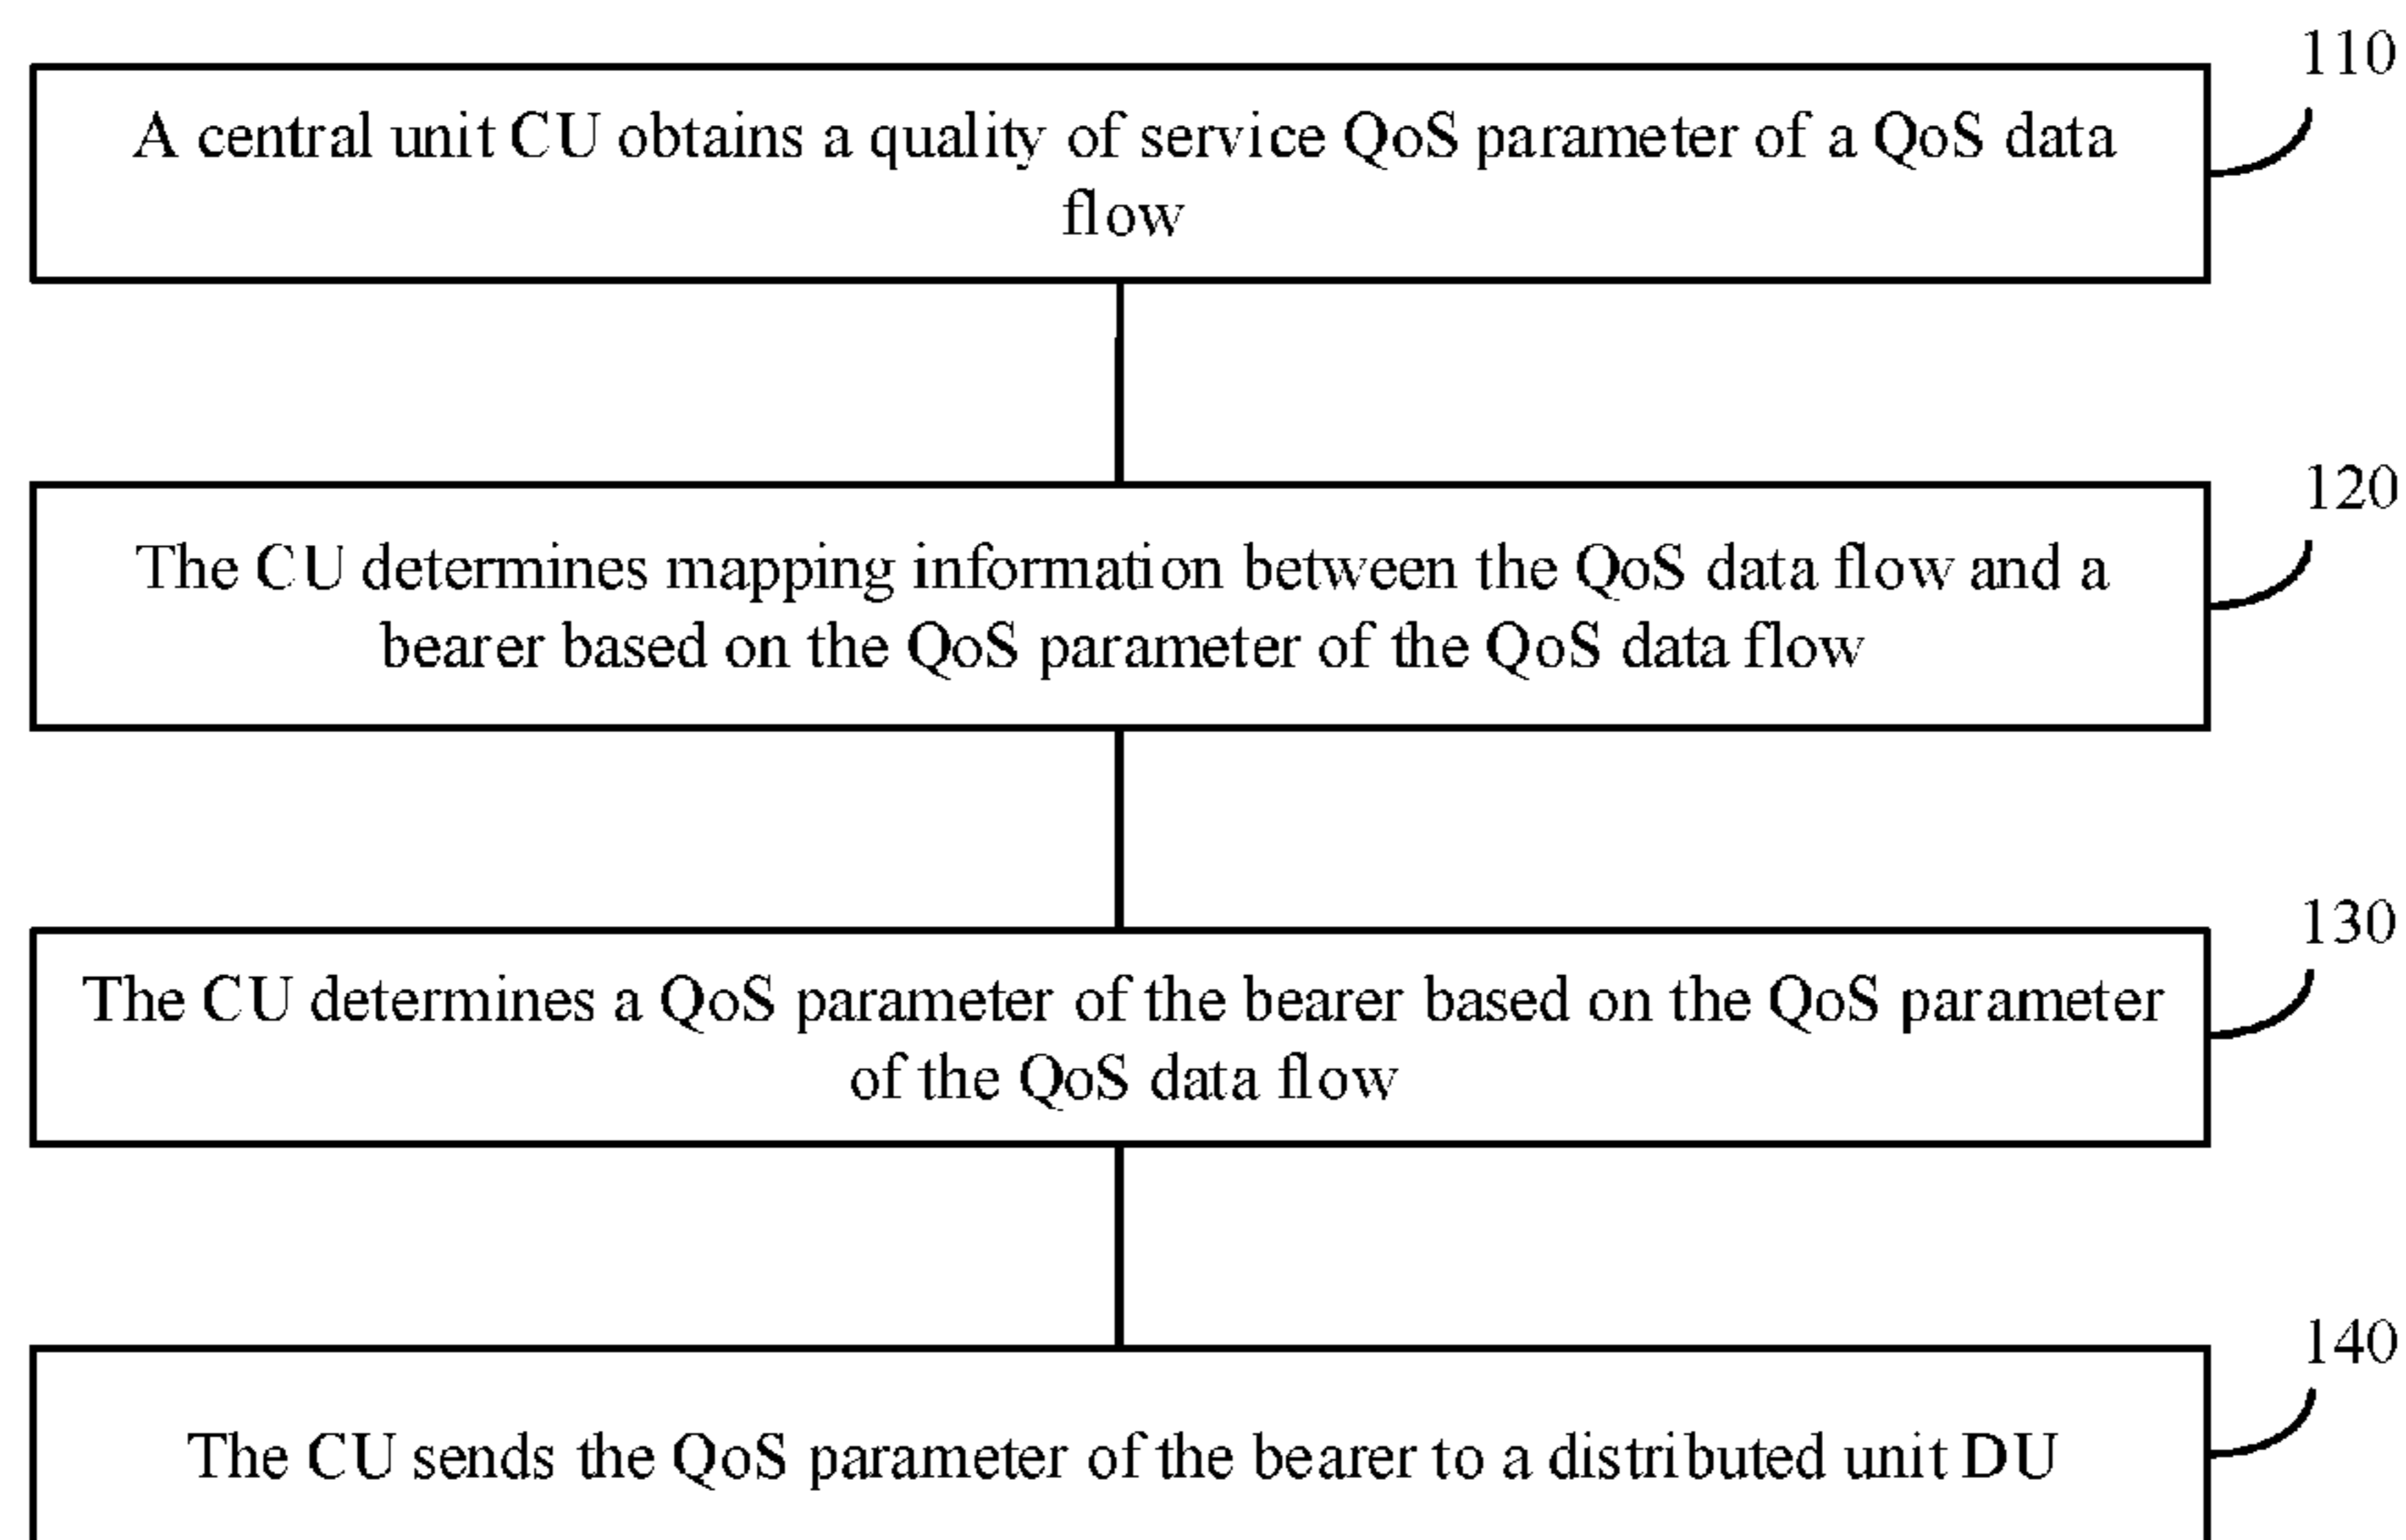 110
A central unit CU obtains a quality of service QoS parameter of a QoS data
flow
120
The CU determines mapping information between the QoS data flow and a
bearer based on the QoS parameter of the QoS data flow
130
The CU determines a QoS parameter of the bearer based on the QoS parameter
of the QoS data flow
140
The CU sends the QoS parameter of the bearer to a distributed unit DU